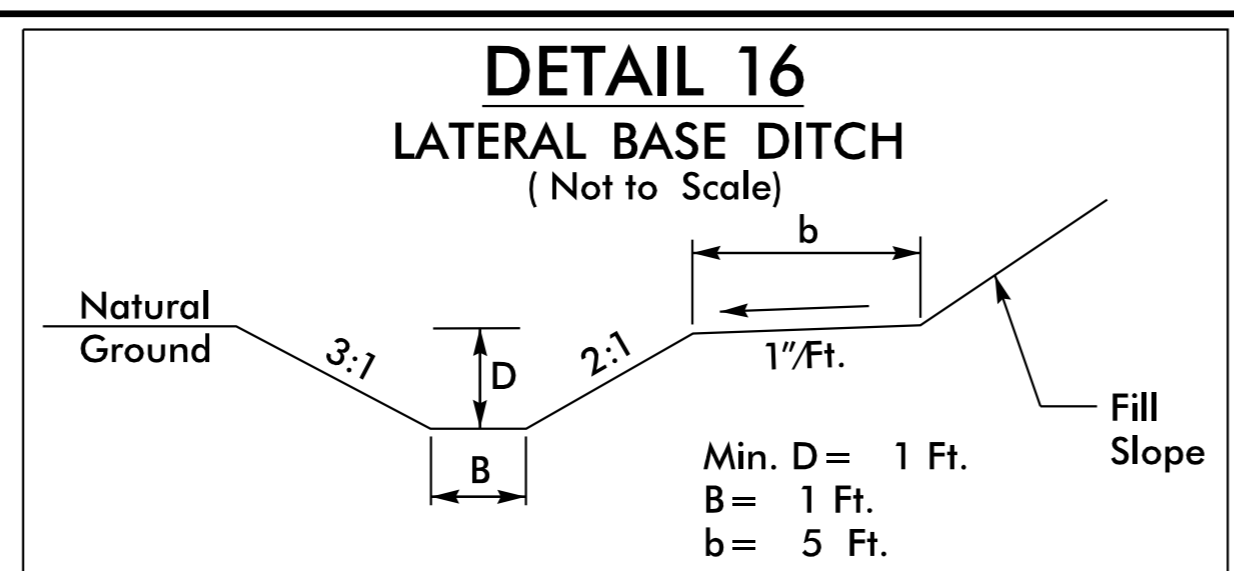 DETAIL 16
LATERAL BASE DITCH
( Not to Scale)
b
Natural
Ground
3:1
D
2:1
1"/Ft.
B
Fill
Slope
Min. D = 1 Ft.
B = 1 Ft.
b = 5 Ft.